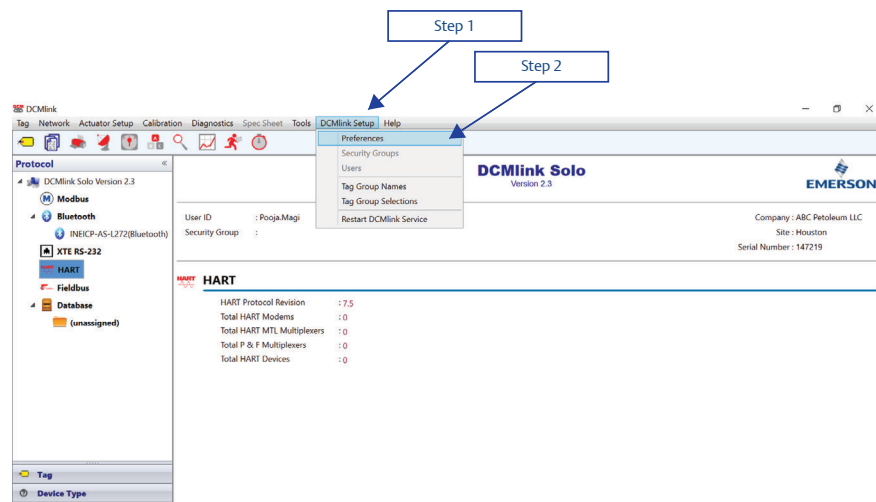 Step 1
Step 2
DCMlink
Tag Network Actuator Setup Calibration Diagnostics Spec Sheet Tools DCMlink Setup Help
Preferences
Security Groups
Users
Tag Group Names
Tag Group Selections
Restart DCMlink Service
Protocol
DCMlink Solo Version 2.3
Modbus
Bluetooth
INEICP-AS-L272(Bluetooth)
XTE RS-232
HART
Fieldbus
Database
(unassigned)
Tag
Device Type
DCMlink Solo
Version 2.3
EMERSON
User ID : Pooja.Magi
Security Group :
Company : ABC Petoleum LLC
Site : Houston
Serial Number : 147219
HART
HART Protocol Revision : 7.5
Total HART Modems : 0
Total HART MTL Multiplexers : 0
Total P & F Multiplexers : 0
Total HART Devices : 0